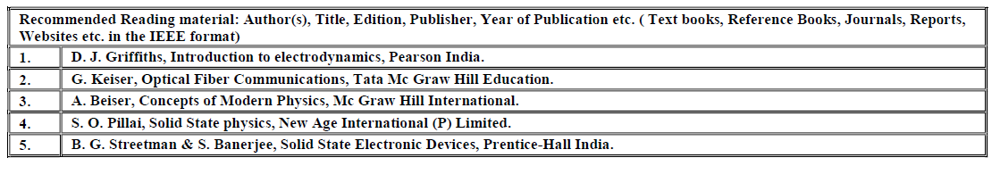 Recommended Reading material: Author(s), Title, Edition, Publisher, Year of Publication etc. ( Text books, Reference Books, Journals, Reports,
Websites etc. in the IEEE format)
1. D. J. Griffiths, Introduction to electrodynamics, Pearson India.
2. G. Keiser, Optical Fiber Communications, Tata Mc Graw Hill Education.
3. A. Beiser, Concepts of Modern Physics, Mc Graw Hill International.
4. S. O. Pillai, Solid State physics, New Age International (P) Limited.
5. B. G. Streetman & S. Banerjee, Solid State Electronic Devices, Prentice-Hall India.